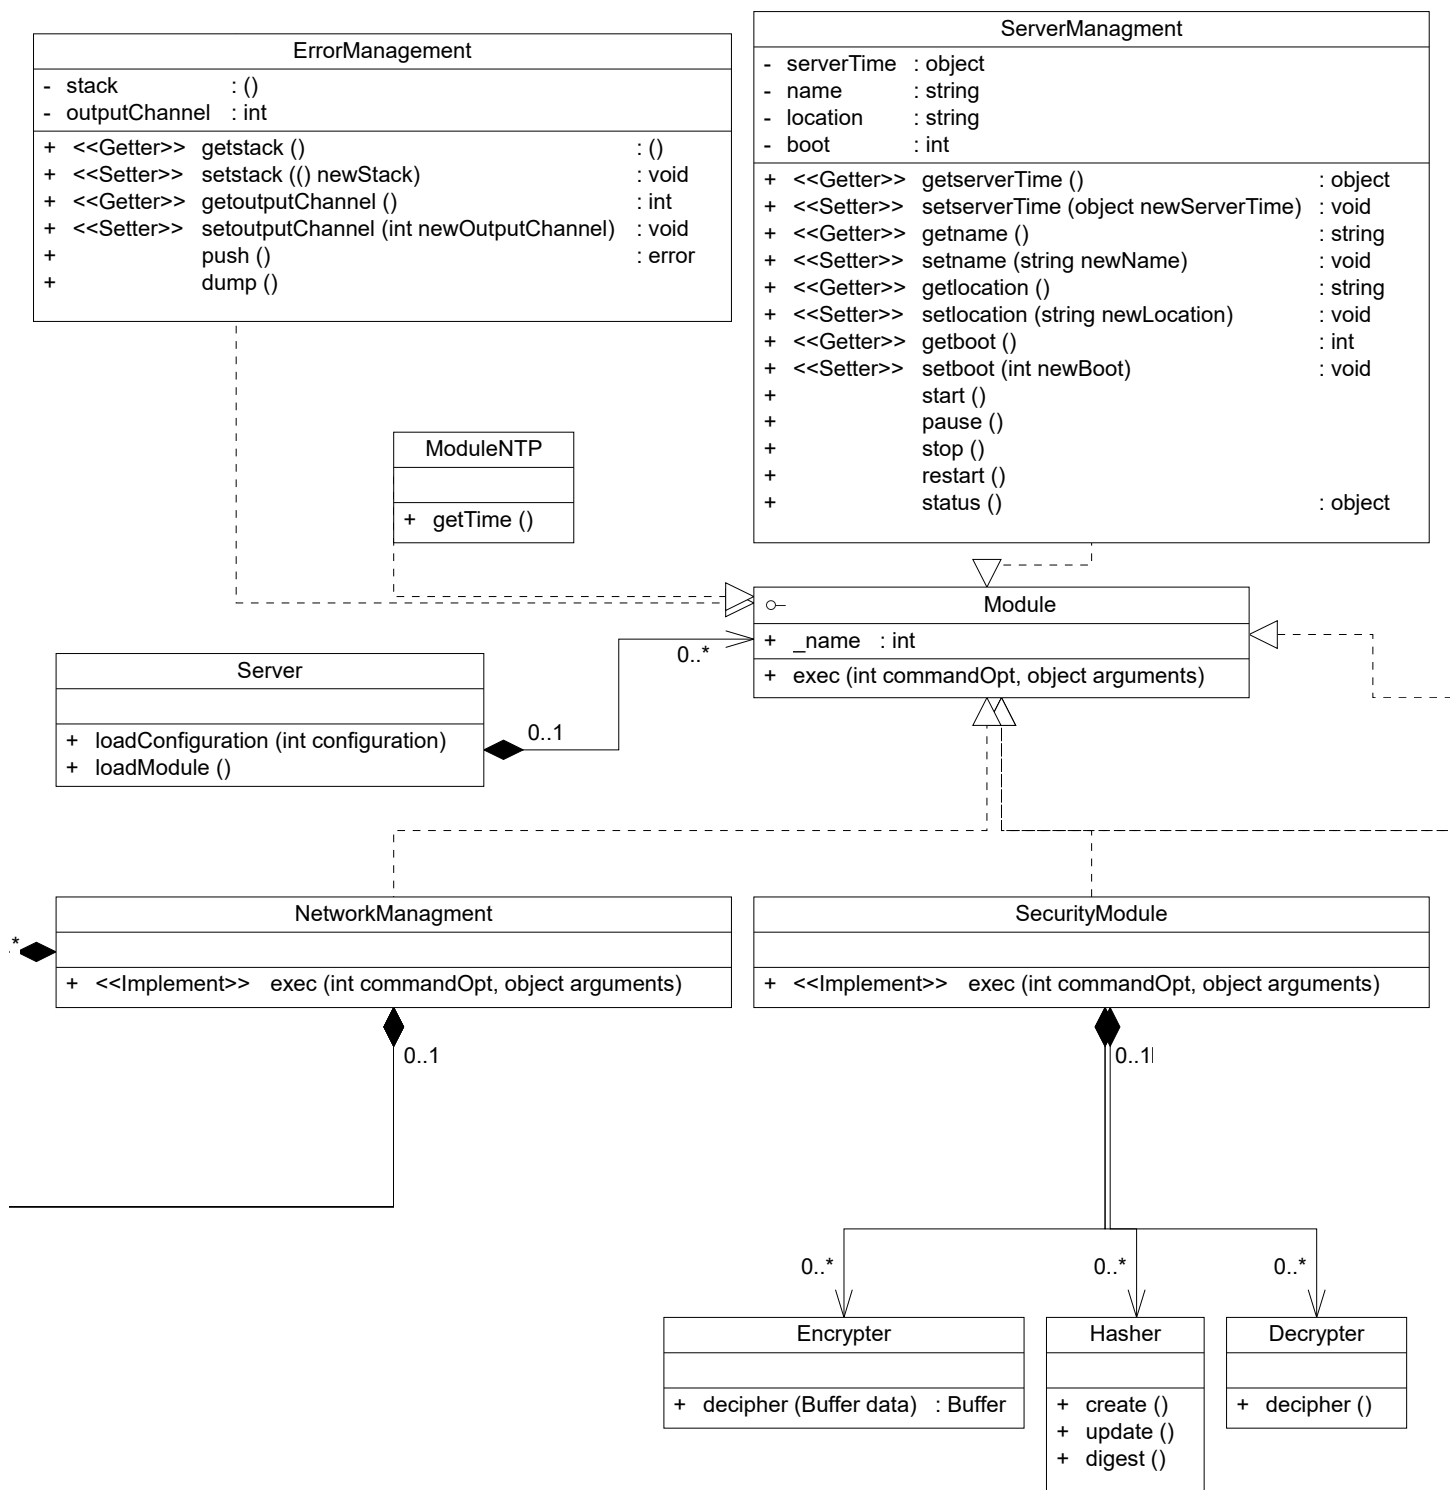 ErrorManagement
- stack : ()
- outputChannel : int
+ <<Getter>> getstack () : ()
+ <<Setter>> setstack (() newStack) : void
+ <<Getter>> getoutputChannel () : int
+ <<Setter>> setoutputChannel (int newOutputChannel) : void
+ push () : error
+ dump ()
ServerManagment
- serverTime : object
- name : string
- location : string
- boot : int
+ <<Getter>> getserverTime () : object
+ <<Setter>> setserverTime (object newServerTime) : void
+ <<Getter>> getname () : string
+ <<Setter>> setname (string newName) : void
+ <<Getter>> getlocation () : string
+ <<Setter>> setlocation (string newLocation) : void
+ <<Getter>> getboot () : int
+ <<Setter>> setboot (int newBoot) : void
+ start ()
+ pause ()
+ stop ()
+ restart ()
+ status () : object
ModuleNTP
+ getTime ()
Module
+ _name : int
+ exec (int commandOpt, object arguments)
0..*
Server
+ loadConfiguration (int configuration)
+ loadModule ()
0..1
NetworkManagment
+ <<Implement>> exec (int commandOpt, object arguments)
*
0..1
SecurityModule
+ <<Implement>> exec (int commandOpt, object arguments)
0..1
0..*
0..*
0..*
Encrypter
+ decipher (Buffer data) : Buffer
Hasher
+ create ()
+ update ()
+ digest ()
Decrypter
+ decipher ()